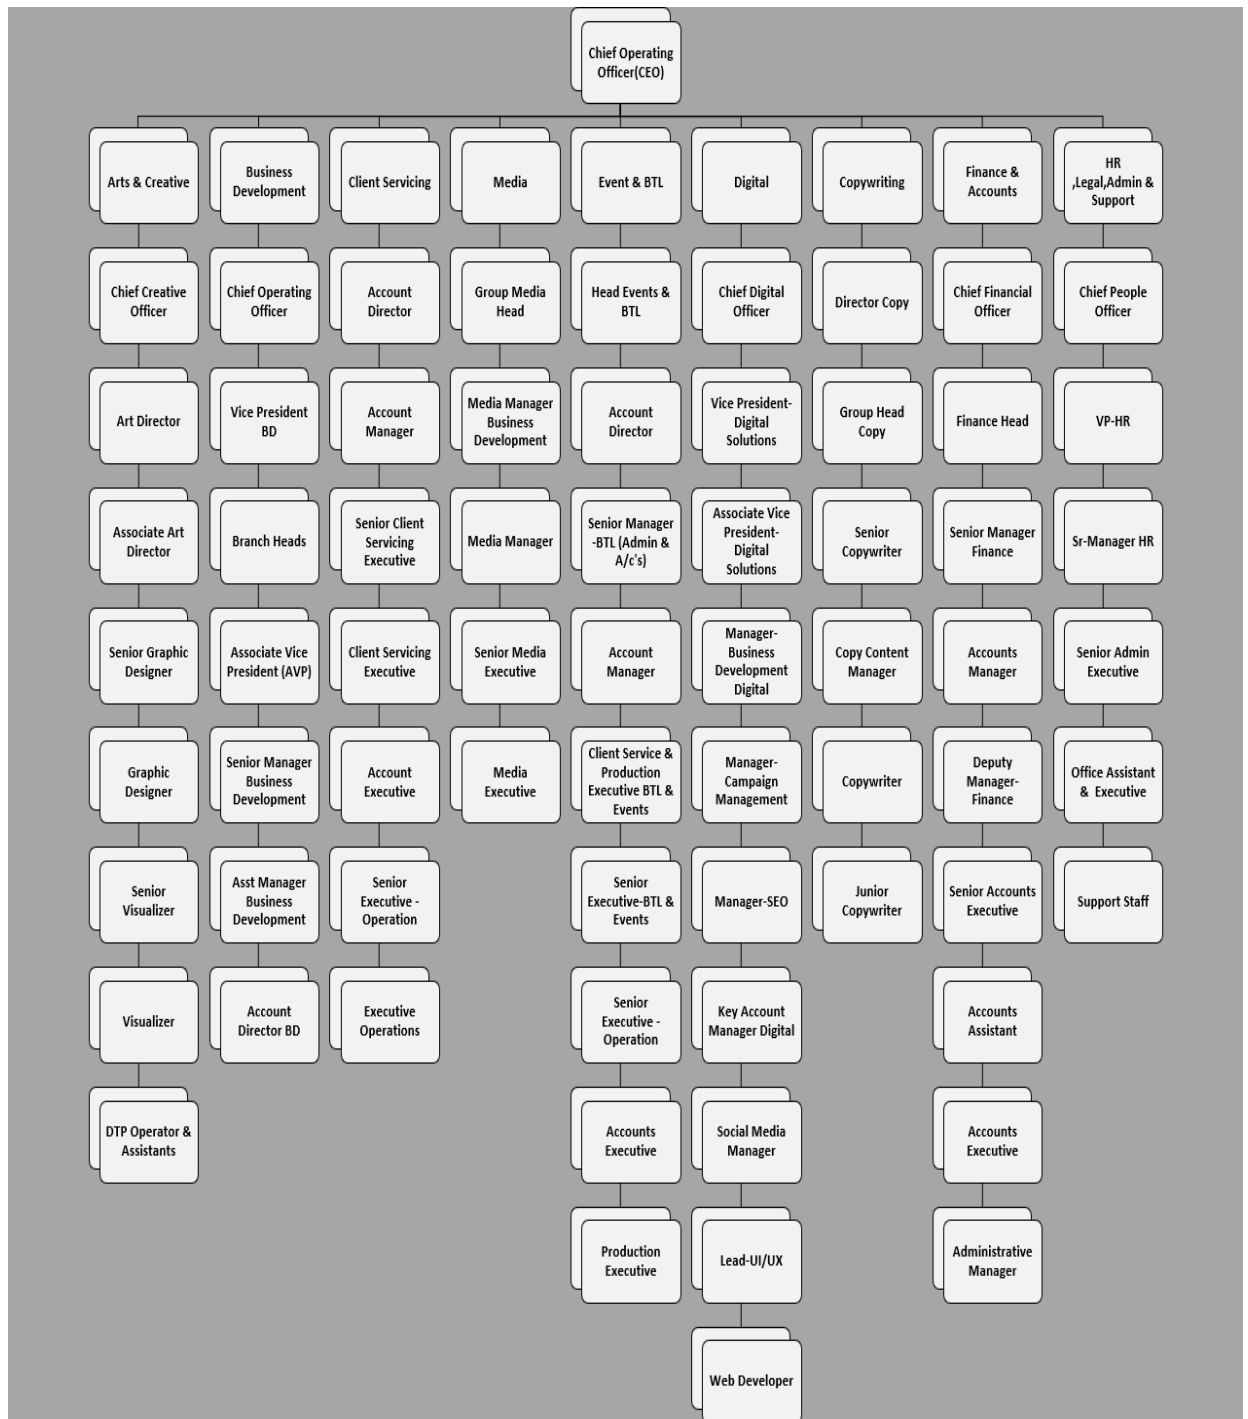 Chief Operating
Officer(CEO)
Arts & Creative
Business
Development
Client Servicing
Media
Event & BTL
Digital
Copywriting
Finance &
Accounts
HR
,Legal,Admin &
Support
Chief Creative
Officer
Chief Operating
Officer
Account
Director
Group Media
Head
Head Events &
BTL
Chief Digital
Officer
Director Copy
Chief Financial
Officer
Chief People
Officer
Art Director
Vice President
BD
Account
Manager
Media Manager
Business
Development
Account
Director
Vice President-
Digital
Solutions
Group Head
Copy
Finance Head
VP-HR
Associate Art
Director
Branch Heads
Senior Client
Servicing
Executive
Media Manager
Senior Manager
-BTL (Admin &
A/c's)
Associate Vice
President-
Digital
Solutions
Senior
Copywriter
Senior Manager
Finance
Sr-Manager HR
Senior Graphic
Designer
Associate Vice
President (AVP)
Client Servicing
Executive
Senior Media
Executive
Account
Manager
Manager-
Business
Development
Digital
Copy Content
Manager
Accounts
Manager
Senior Admin
Executive
Graphic
Designer
Senior Manager
Business
Development
Account
Executive
Media
Executive
Client Service &
Production
Executive BTL &
Events
Manager-
Campaign
Management
Copywriter
Deputy
Manager-
Finance
Office Assistant
& Executive
Senior
Visualizer
Asst Manager
Business
Development
Senior
Executive -
Operation
Senior
Executive-BTL &
Events
Manager-SEO
Junior
Copywriter
Senior Accounts
Executive
Support Staff
Visualizer
Account
Director BD
Executive
Operations
Senior
Executive -
Operation
Key Account
Manager Digital
Accounts
Assistant
DTP Operator &
Assistants
Accounts
Executive
Social Media
Manager
Accounts
Executive
Production
Executive
Lead-UI/UX
Administrative
Manager
Web Developer